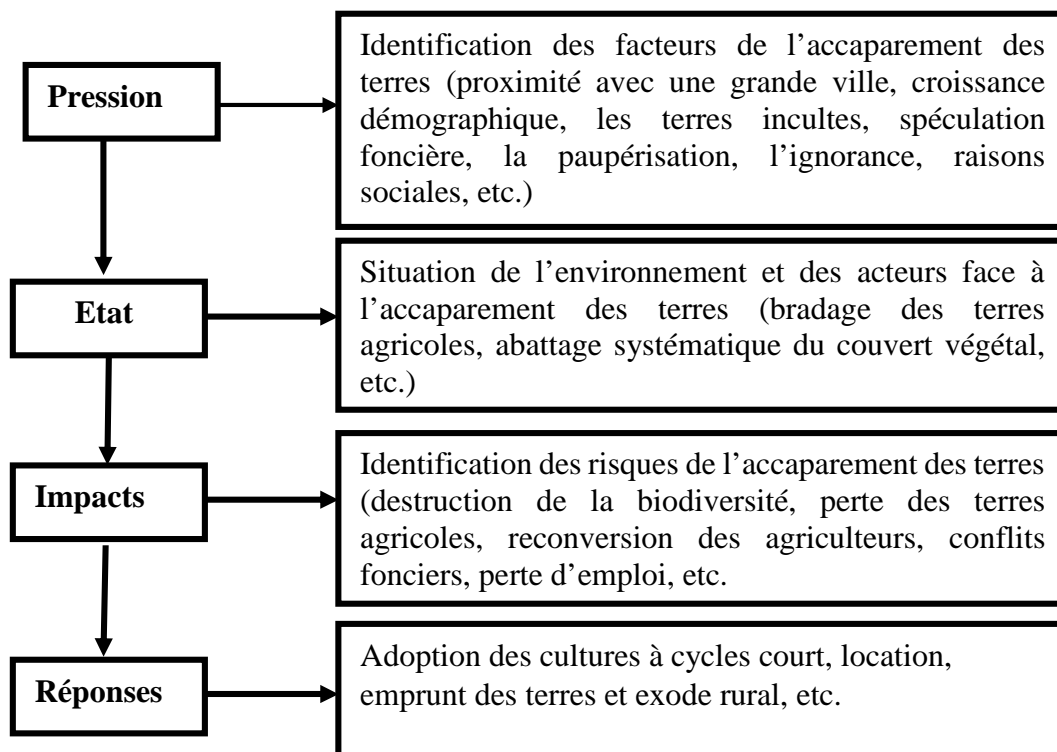 Pression
Identification des facteurs de l’accaparement des
terres (proximité avec une grande ville, croissance
démographique, les terres incultes, spéculation
foncière, la paupérisation, l’ignorance, raisons
sociales, etc.)
Etat
Situation de l’environnement et des acteurs face à
l’accaparement des terres (bradage des terres
agricoles, abattage systématique du couvert végétal,
etc.)
Impacts
Identification des risques de l’accaparement des terres
(destruction de la biodiversité, perte des terres
agricoles, reconversion des agriculteurs, conflits
fonciers, perte d’emploi, etc.
Réponses
Adoption des cultures à cycles court, location,
emprunt des terres et exode rural, etc.